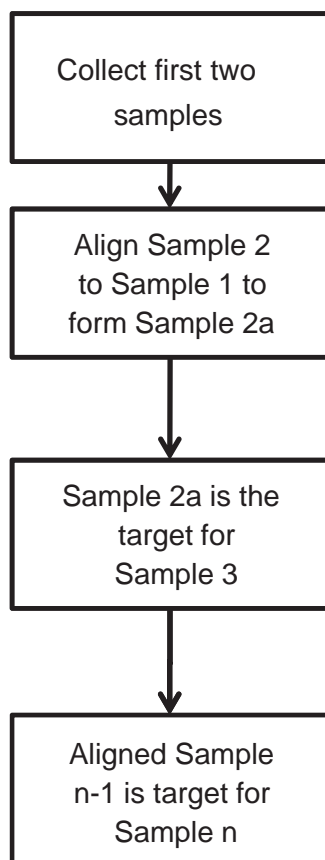 Collect first two
samples
Align Sample 2
to Sample 1 to
form Sample 2a
Sample 2a is the
target for
Sample 3
Aligned Sample
n-1 is target for
Sample n